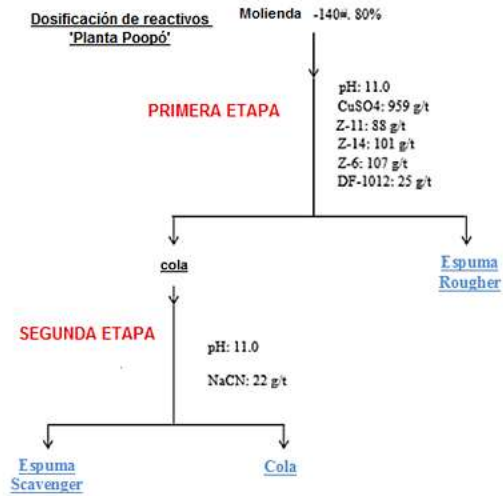 Dosificación de reactivos
'Planta Poopó'
Molienda -140#. 80%
PRIMERA ETAPA
pH: 11.0
CuSO4: 959 g/t
Z-11: 88 g/t
Z-14: 101 g/t
Z-6: 107 g/t
DF-1012: 25 g/t
cola
Espuma
Rougher
SEGUNDA ETAPA
pH: 11.0
NaCN: 22 g/t
Espuma
Scavenger
Cola